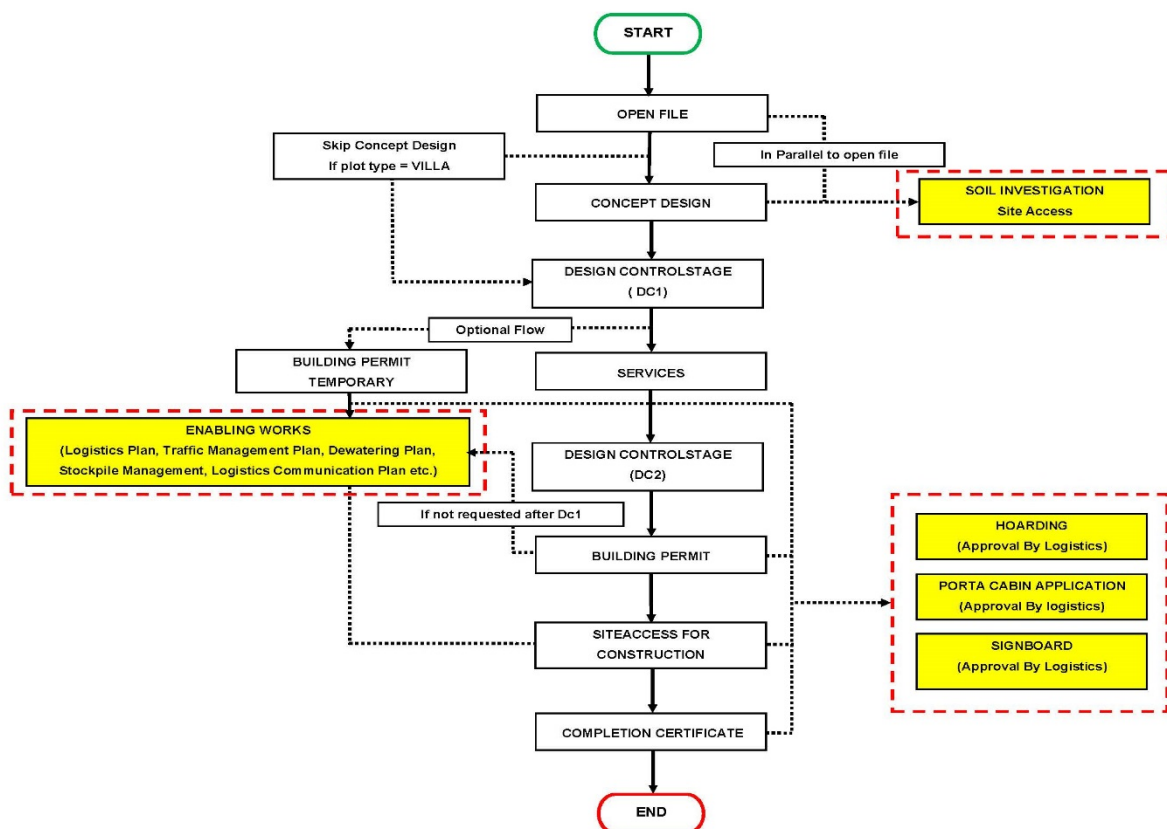 START
OPEN FILE
Skip Concept Design
If plot type = VILLA
In Parallel to open file
SOIL INVESTIGATION
Site Access
CONCEPT DESIGN
DESIGN CONTROLSTAGE
( DC1)
Optional Flow
BUILDING PERMIT
TEMPORARY
SERVICES
ENABLING WORKS
(Logistics Plan, Traffic Management Plan, Dewatering Plan,
Stockpile Management, Logistics Communication Plan etc.)
DESIGN CONTROLSTAGE
(DC2)
If not requested after Dc1
BUILDING PERMIT
HOARDING
(Approval By Logistics)
PORTA CABIN APPLICATION
(Approval By logistics)
SIGNBOARD
(Approval By Logistics)
SITEACCESS FOR
CONSTRUCTION
COMPLETION CERTIFICATE
END